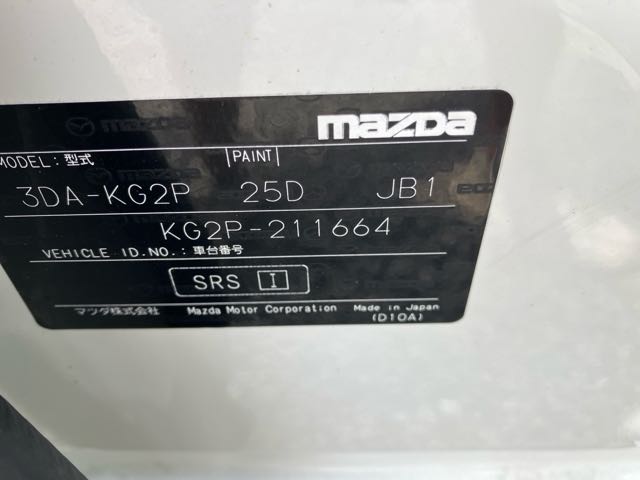 mazda
MODEL:型式 |PAINT|
3DA-KG2P 25D JB1
KG2P-211664
VEHICLE ID.NO.:車台番号
SRS I
マツダ株式会社 Mazda Motor Corporation Made in Japan
(D10A)